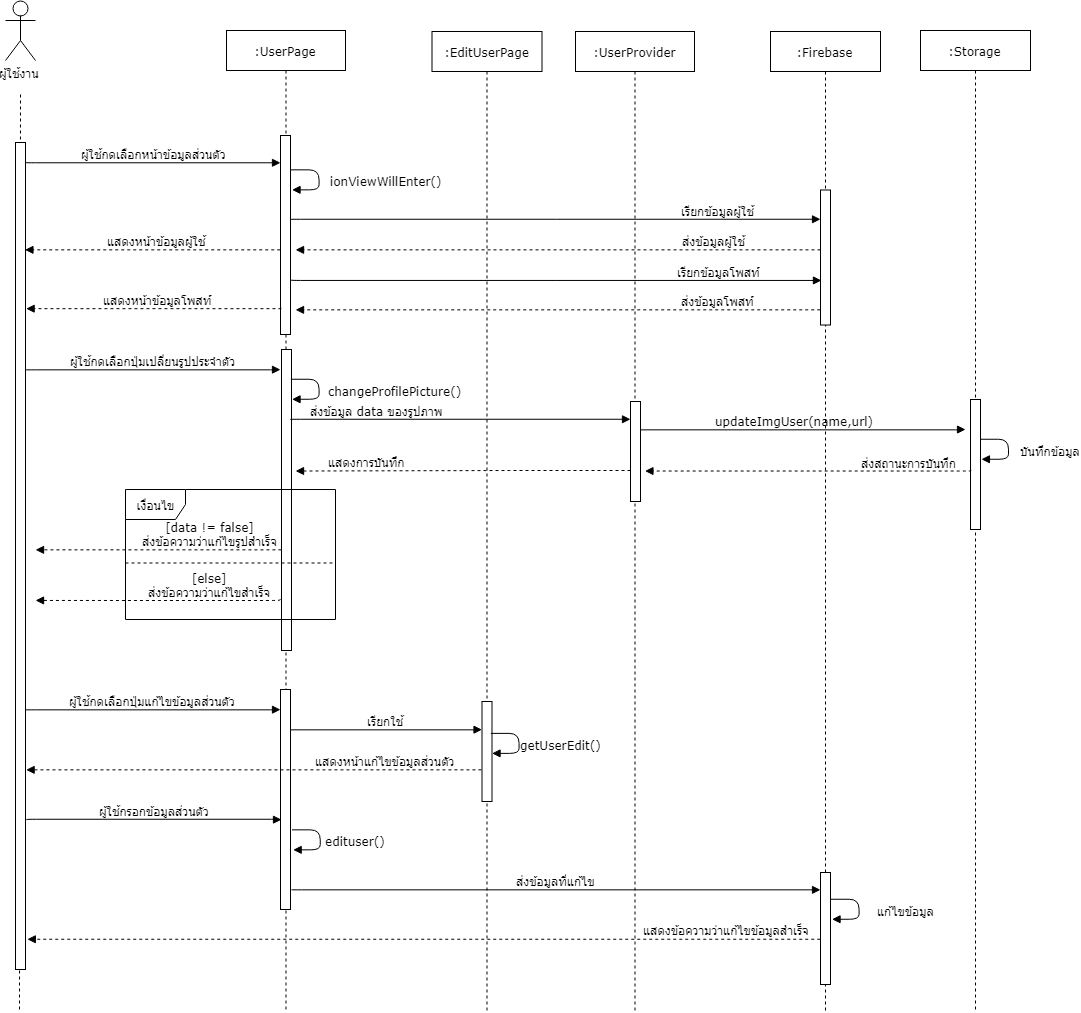 :UserPage
:EditUserPage
:UserProvider
:Firebase
:Storage
ผู้ใช้งาน
ผู้ใช้กดเลือกหน้าข้อมูลส่วนตัว
ionViewWillEnter()
เรียกข้อมูลผู้ใช้
แสดงหน้าข้อมูลผู้ใช้
ส่งข้อมูลผู้ใช้
เรียกข้อมูลโพสท์
แสดงหน้าข้อมูลโพสท์
ส่งข้อมูลโพสท์
ผู้ใช้กดเลือกปุ่มเปลี่ยนรูปประจำตัว
changeProfilePicture()
ส่งข้อมูล data ของรูปภาพ
updateImgUser(name,url)
บันทึกข้อมูล
แสดงการบันทึก
ส่งสถานะการบันทึก
เงื่อนไข
[data != false]
ส่งข้อความว่าแก้ไขรูปสำเร็จ
[else]
ส่งข้อความว่าแก้ไขสำเร็จ
ผู้ใช้กดเลือกปุ่มแก้ไขข้อมูลส่วนตัว
เรียกใช้
getUserEdit()
แสดงหน้าแก้ไขข้อมูลส่วนตัว
ผู้ใช้กรอกข้อมูลส่วนตัว
edituser()
ส่งข้อมูลที่แก้ไข
แก้ไขข้อมูล
แสดงข้อความว่าแก้ไขข้อมูลสำเร็จ